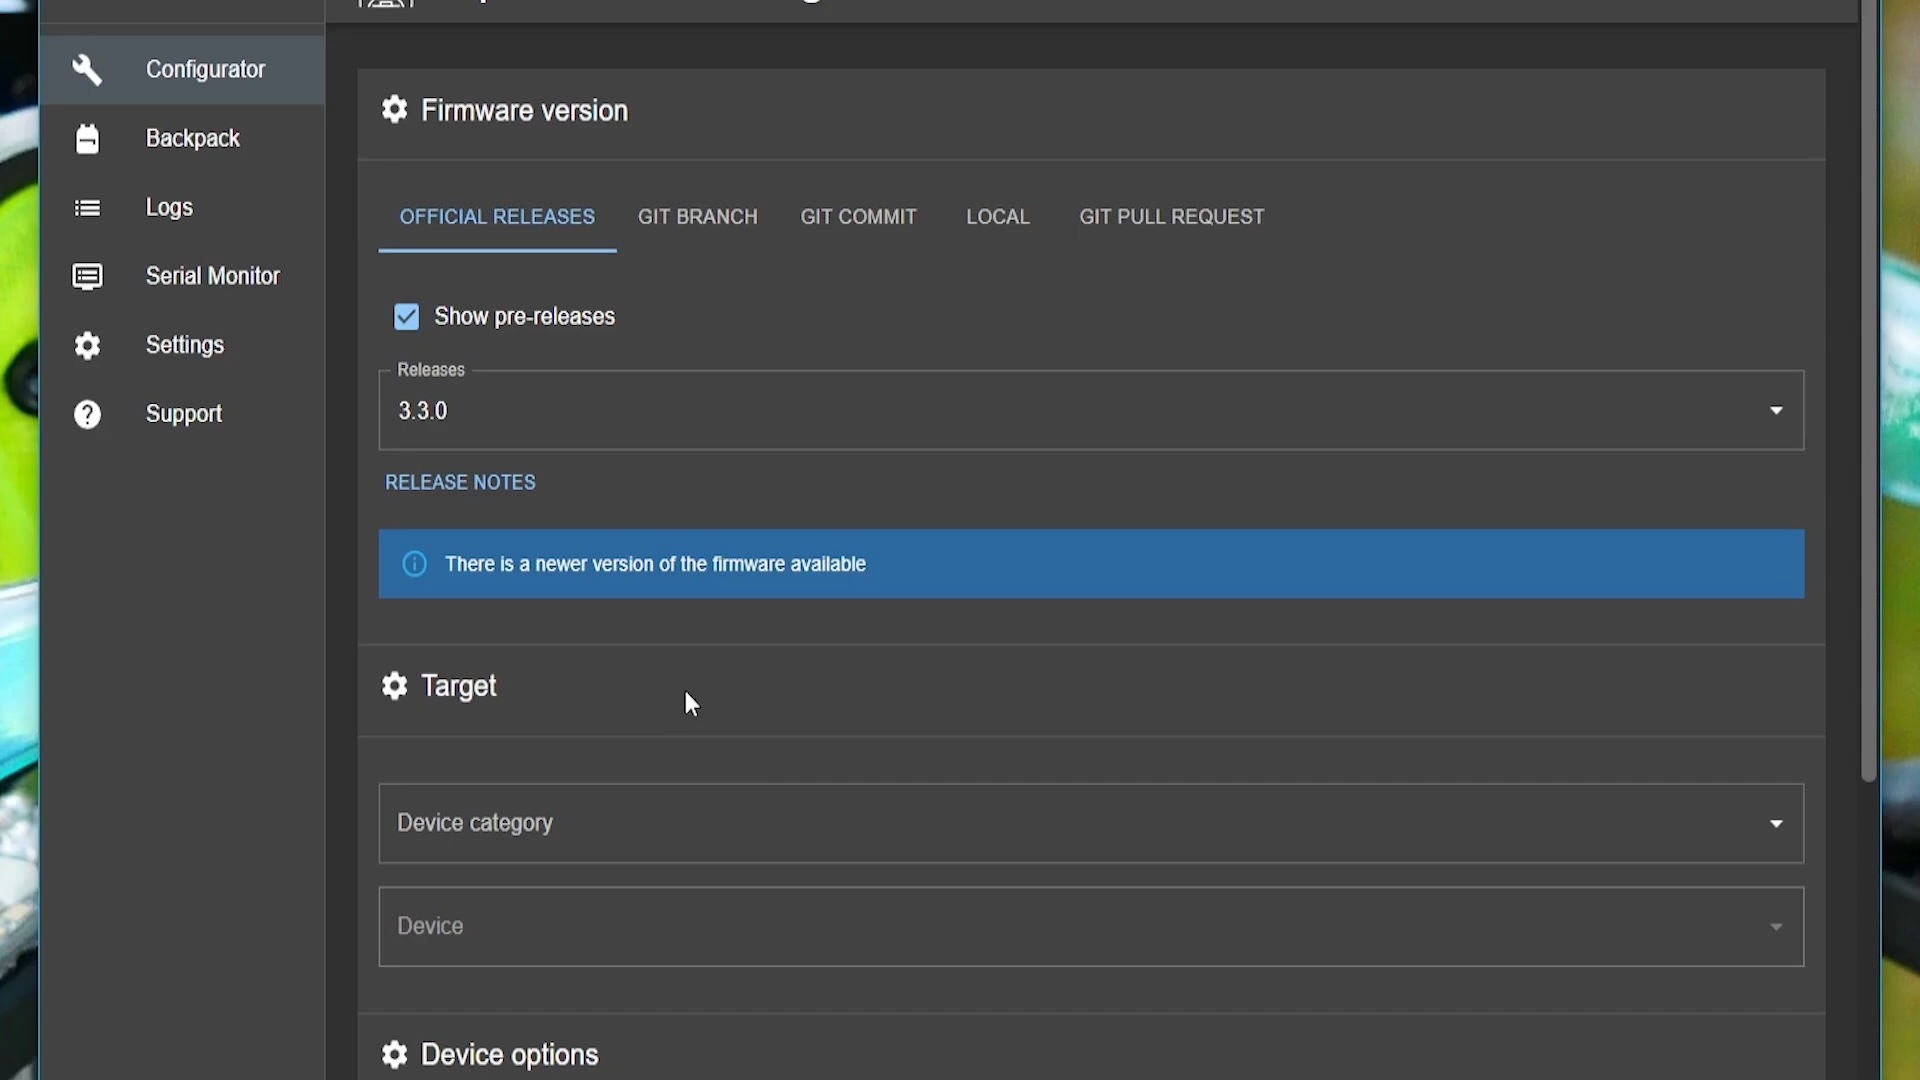 Configurator
Backpack
Logs
Serial Monitor
Settings
Support
Firmware version
OFFICIAL RELEASES GIT BRANCH GIT COMMIT LOCAL GIT PULL REQUEST
Show pre-releases
Releases
3.3.0
RELEASE NOTES
There is a newer version of the firmware available
Target
Device category
Device
Device options